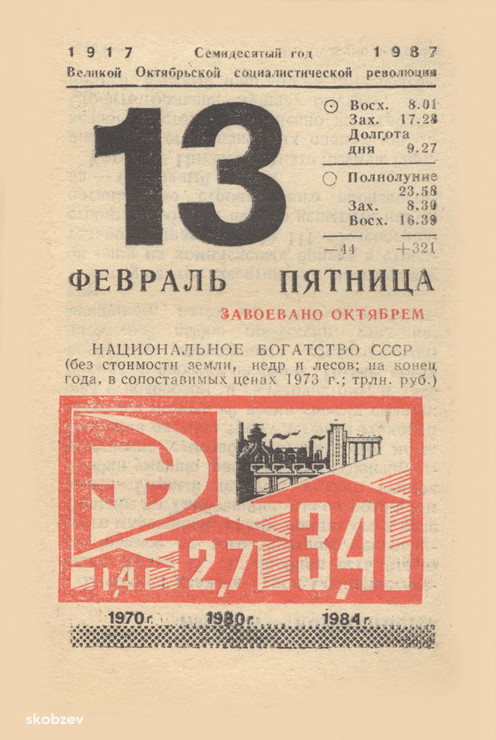 1917 Семидесятый год 1987
Великой Октябрьской социалистической революции
13
Восх. 8.01
Зах. 17.28
Долгота
дня 9.27
Полнолуние
23.58
Зах. 8.30
Восх. 16.39
—44 +321
ФЕВРАЛЬ ПЯТНИЦА
ЗАВОЕВАНО ОКТЯБРЕМ
НАЦИОНАЛЬНОЕ БОГАТСТВО СССР
(без стоимости земли, недр и лесов; на конец
года, в сопоставимых ценах 1973 г.; трлн. руб.)
1,4 2,7 3,4
1970г. 1980г. 1984г.
skobzev